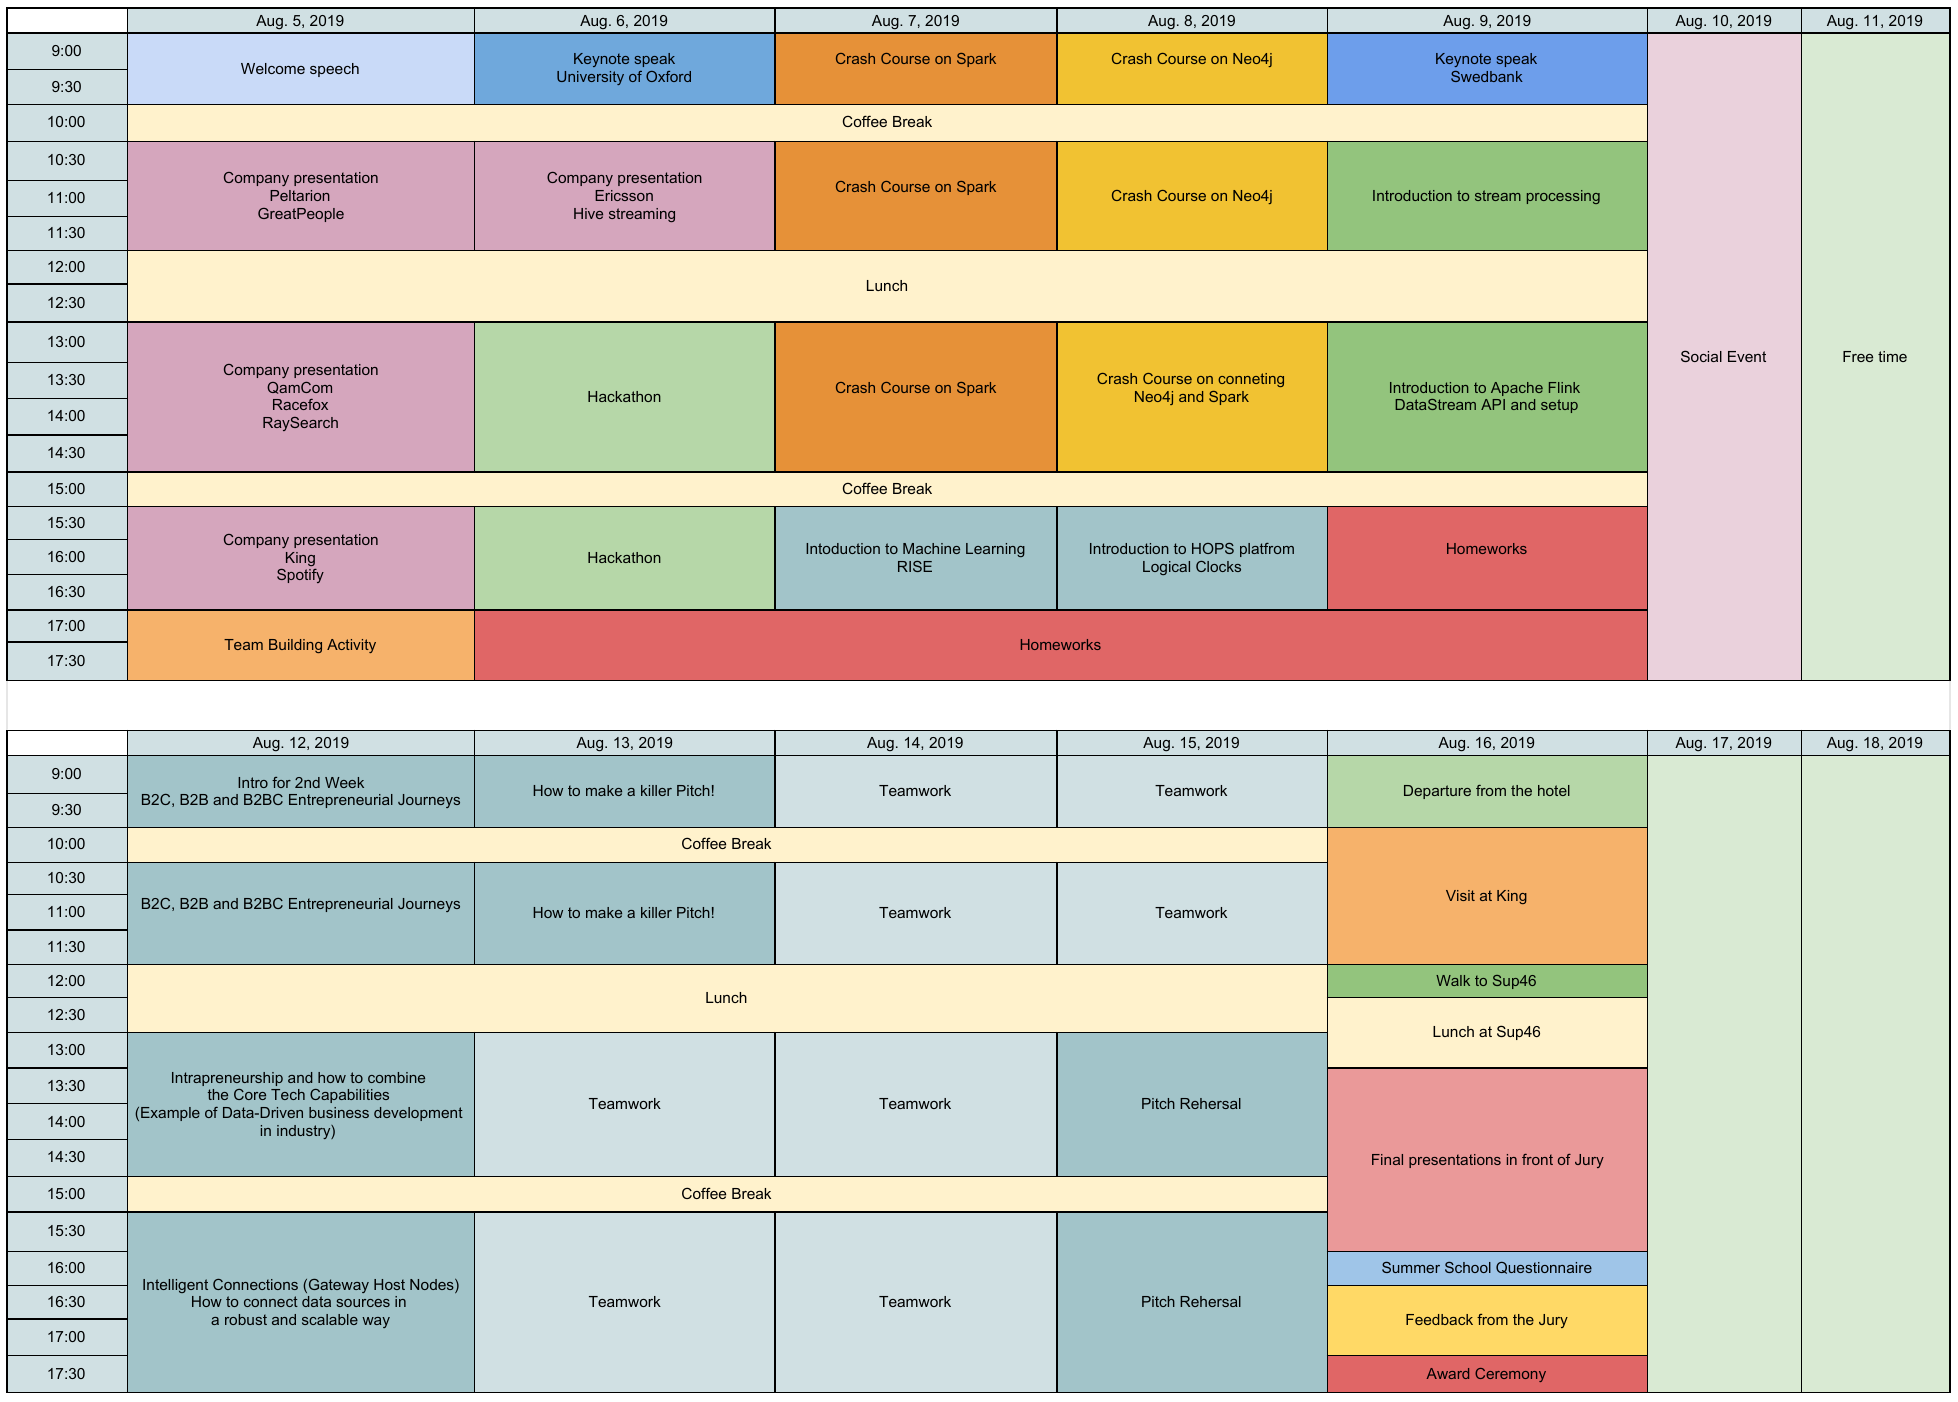 Aug. 5, 2019 Aug. 6, 2019 Aug. 7, 2019 Aug. 8, 2019 Aug. 9, 2019 Aug. 10, 2019 Aug. 11, 2019
9:00
9:30
Welcome speech
Keynote speak
University of Oxford
Crash Course on Spark
Crash Course on Neo4j
Keynote speak
Swedbank
10:00
Coffee Break
10:30
11:00
11:30
Company presentation
Peltarion
GreatPeople
Company presentation
Ericsson
Hive streaming
Crash Course on Spark
Crash Course on Neo4j
Introduction to stream processing
12:00
12:30
Lunch
13:00
13:30
14:00
14:30
Company presentation
QamCom
Racefox
RaySearch
Hackathon
Crash Course on Spark
Crash Course on conneting
Neo4j and Spark
Introduction to Apache Flink
DataStream API and setup
Social Event
Free time
15:00
Coffee Break
15:30
16:00
16:30
Company presentation
King
Spotify
Hackathon
Intoduction to Machine Learning
RISE
Introduction to HOPS platfrom
Logical Clocks
Homeworks
17:00
17:30
Team Building Activity
Homeworks
Aug. 12, 2019 Aug. 13, 2019 Aug. 14, 2019 Aug. 15, 2019 Aug. 16, 2019 Aug. 17, 2019 Aug. 18, 2019
9:00
9:30
Intro for 2nd Week
B2C, B2B and B2BC Entrepreneurial Journeys
How to make a killer Pitch!
Teamwork
Teamwork
Departure from the hotel
10:00
Coffee Break
10:30
11:00
11:30
B2C, B2B and B2BC Entrepreneurial Journeys
How to make a killer Pitch!
Teamwork
Teamwork
Visit at King
12:00
12:30
Lunch
Walk to Sup46
Lunch at Sup46
13:00
13:30
14:00
14:30
Intrapreneurship and how to combine
the Core Tech Capabilities
(Example of Data-Driven business development
in industry)
Teamwork
Teamwork
Pitch Rehersal
Final presentations in front of Jury
15:00
Coffee Break
15:30
16:00
16:30
17:00
17:30
Intelligent Connections (Gateway Host Nodes)
How to connect data sources in
a robust and scalable way
Teamwork
Teamwork
Pitch Rehersal
Summer School Questionnaire
Feedback from the Jury
Award Ceremony